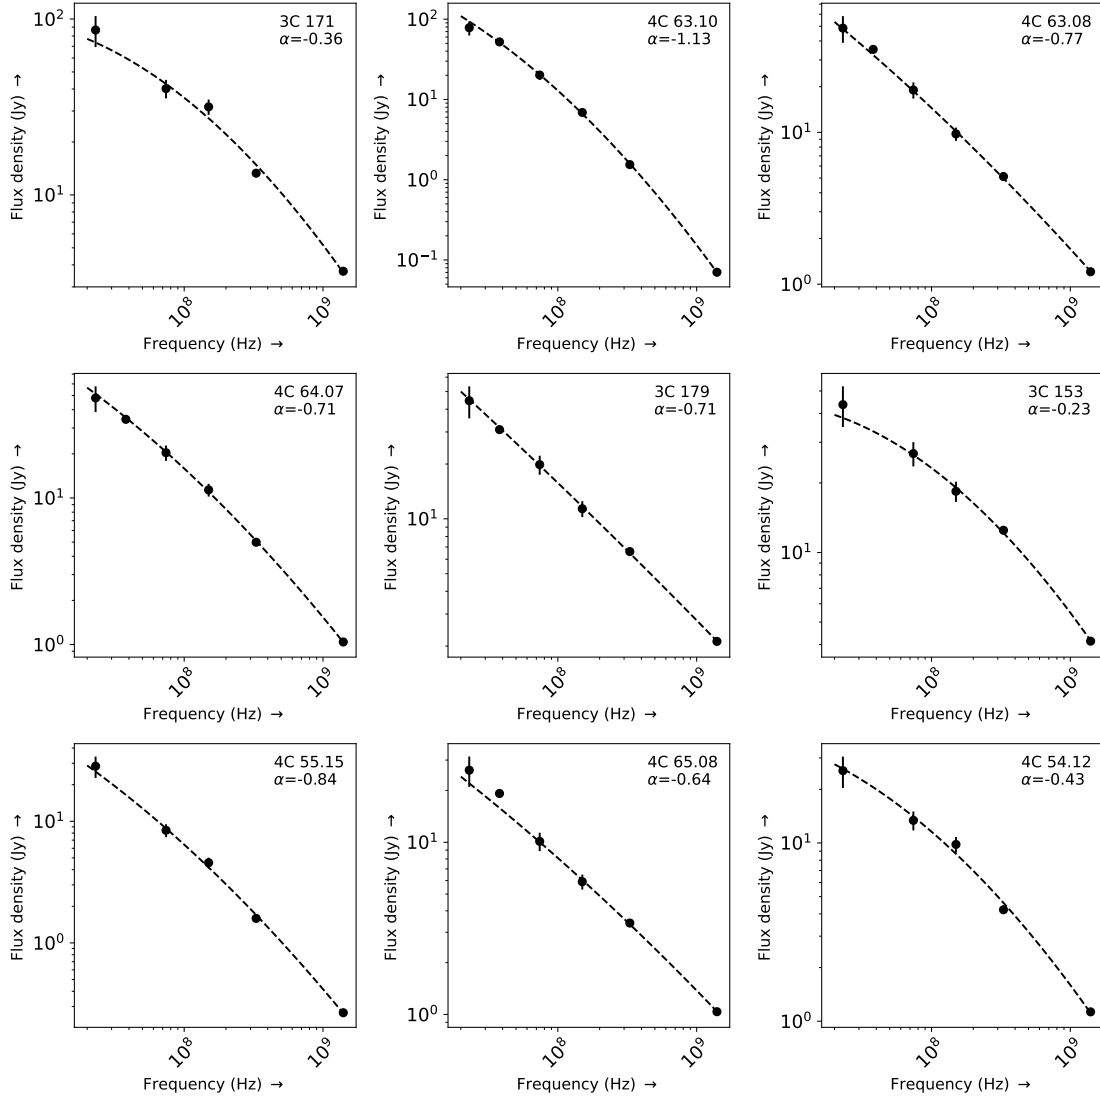 3C 171
α=-0.36
10²
10¹
Flux density (Jy) →
10⁸
10⁹
Frequency (Hz) →
4C 63.10
α=-1.13
10²
10¹
10⁰
10⁻¹
Flux density (Jy) →
10⁸
10⁹
Frequency (Hz) →
4C 63.08
α=-0.77
10¹
10⁰
Flux density (Jy) →
10⁸
10⁹
Frequency (Hz) →
4C 64.07
α=-0.71
10¹
10⁰
Flux density (Jy) →
10⁸
10⁹
Frequency (Hz) →
3C 179
α=-0.71
10¹
Flux density (Jy) →
10⁸
10⁹
Frequency (Hz) →
3C 153
α=-0.23
10¹
Flux density (Jy) →
10⁸
10⁹
Frequency (Hz) →
4C 55.15
α=-0.84
10¹
10⁰
Flux density (Jy) →
10⁸
10⁹
Frequency (Hz) →
4C 65.08
α=-0.64
10¹
10⁰
Flux density (Jy) →
10⁸
10⁹
Frequency (Hz) →
4C 54.12
α=-0.43
10¹
10⁰
Flux density (Jy) →
10⁸
10⁹
Frequency (Hz) →